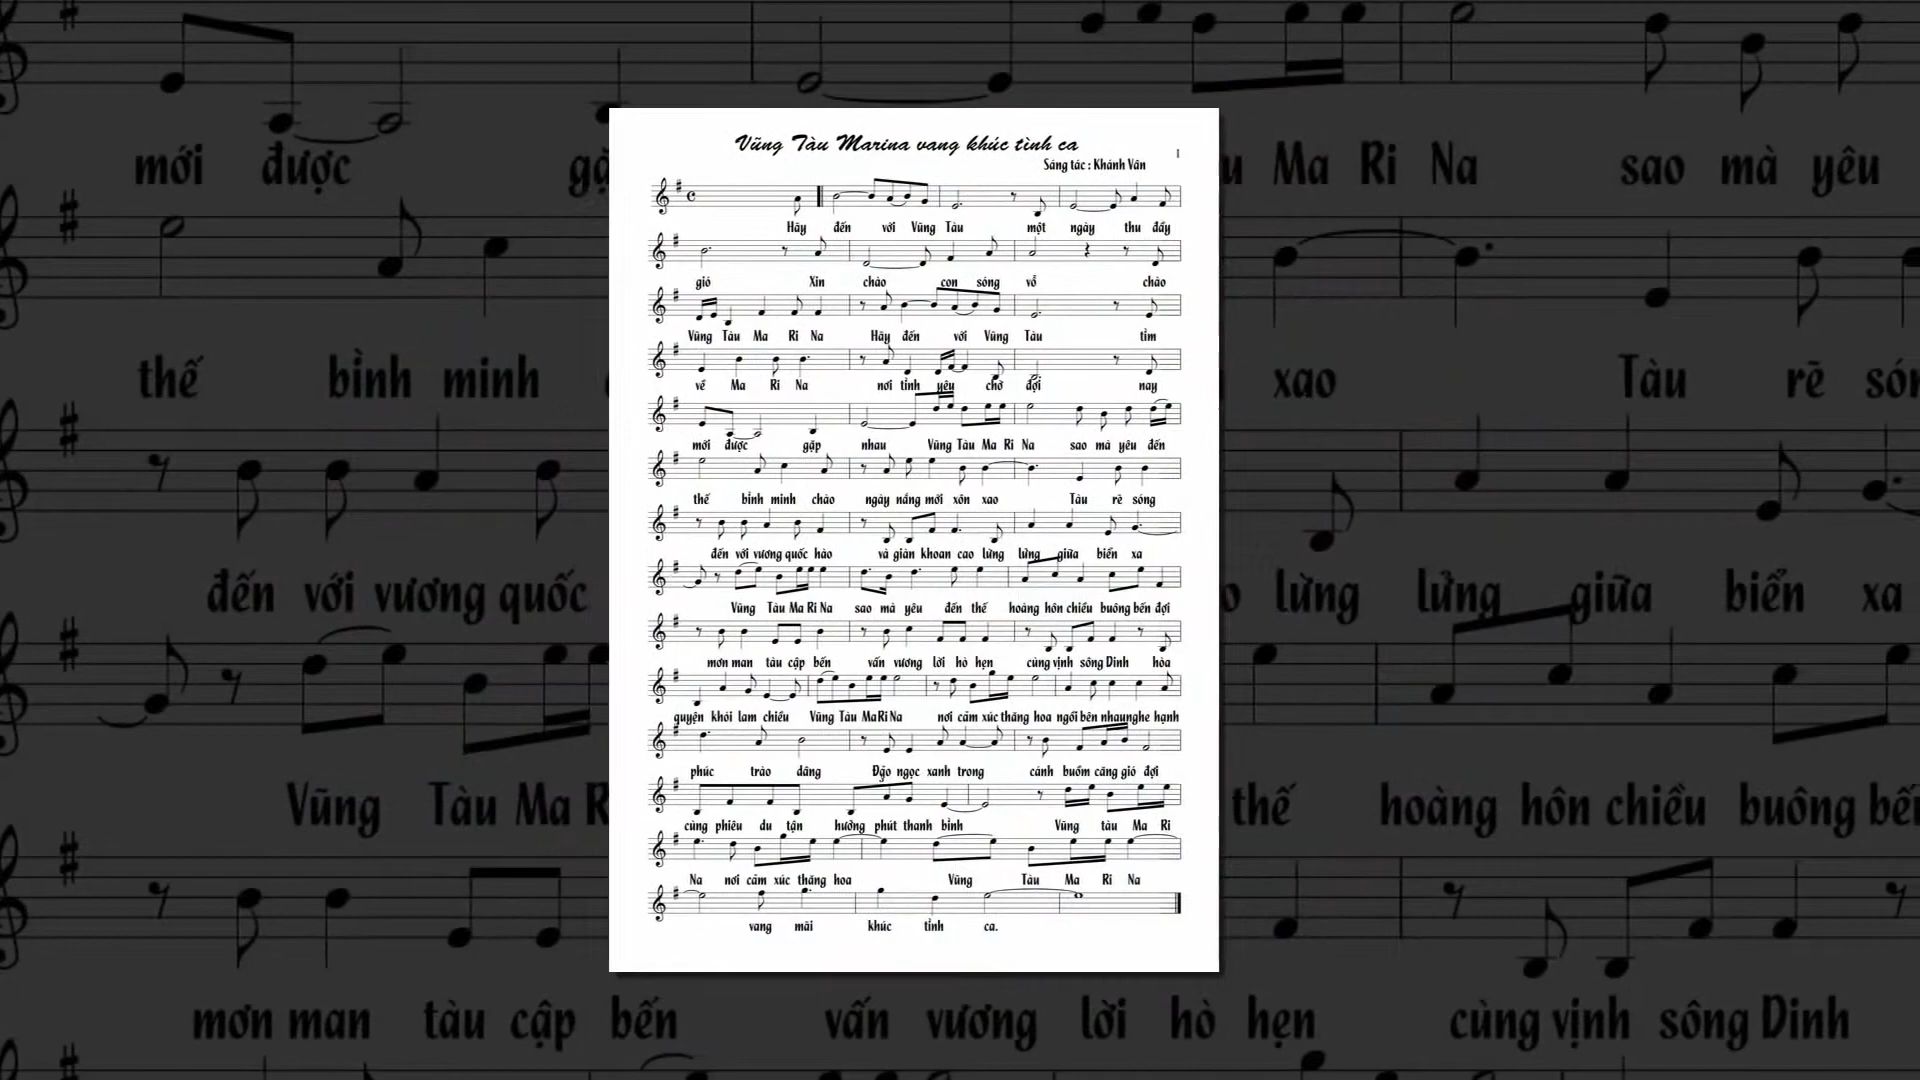 Vũng Tàu Marina vang khúc tình ca
1
Sáng tác : Khánh Vân
Hãy đến với Vũng Tàu một ngày thu đầy
gió Xin chào con sóng vỗ chào
Vũng Tàu Ma Ri Na Hãy đến với Vũng Tàu tìm
về Ma Ri Na nơi tình yêu chờ đợi nay
mới được gặp nhau Vũng Tàu Ma Ri Na sao mà yêu đến
thế bình minh chào ngày nắng mới xôn xao Tàu rẽ sóng
đến với vương quốc hào và giàn khoan cao lừng lửng giữa biển xa
Vũng Tàu Ma Ri Na sao mà yêu đến thế hoàng hôn chiều buông bến đợi
mơn man tàu cập bến vấn vương lời hò hẹn cùng vịnh sông Dinh hòa
quyện khói lam chiều Vũng Tàu Ma Ri Na nơi cảm xúc thăng hoa ngồi bên nhau nghe hạnh
phúc trào dâng Đảo ngọc xanh trong cánh buồm căng gió đợi
cùng phiêu du tận hưởng phút thanh bình Vũng tàu Ma Ri
Na nơi cảm xúc thăng hoa Vũng Tàu Ma Ri Na
vang mãi khúc tình ca.
mới được
Ma Ri Na sao mà yêu
thế bình minh
xao Tàu rẽ
đến với vương quốc
lừng lửng giữa biển xa
Vũng Tàu Ma
thế hoàng hôn chiều buông
mơn man tàu cập bến vấn vương lời hò hẹn cùng vịnh sông Dinh